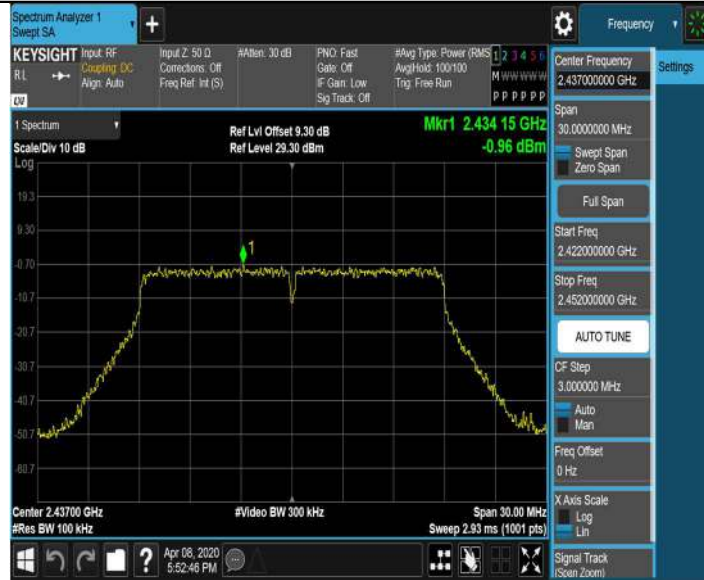 Spectrum Analyzer 1
Swept SA
Frequency
KEYSIGHT
RL
Input: RF
Coupling: DC
Align: Auto
Input Z: 50 Ω
Corrections: Off
Freq Ref: Int (S)
#Atten: 30 dB
PNO: Fast
Gate: Off
IF Gain: Low
Sig Track: Off
#Avg Type: Power (RMS
Avg|Hold: 100/100
Trig: Free Run
1 2 3 4 5 6
M W W W W W
P P P P P P
1 Spectrum
Scale/Div 10 dB
Ref Lvl Offset 9.30 dB
Ref Level 29.30 dBm
Mkr1 2.434 15 GHz
-0.96 dBm
Log
19.3
9.30
-0.70
-10.7
-20.7
-30.7
-40.7
-50.7
-60.7
1
Center 2.43700 GHz
#Res BW 100 kHz
#Video BW 300 kHz
Span 30.00 MHz
Sweep 2.93 ms (1001 pts)
Apr 08, 2020
5:52:46 PM
?
Center Frequency
2.437000000 GHz
Settings
Span
30.0000000 MHz
Swept Span
Zero Span
Full Span
Start Freq
2.422000000 GHz
Stop Freq
2.452000000 GHz
AUTO TUNE
CF Step
3.000000 MHz
Auto
Man
Freq Offset
0 Hz
X Axis Scale
Log
Lin
Signal Track
(Span Zoom)